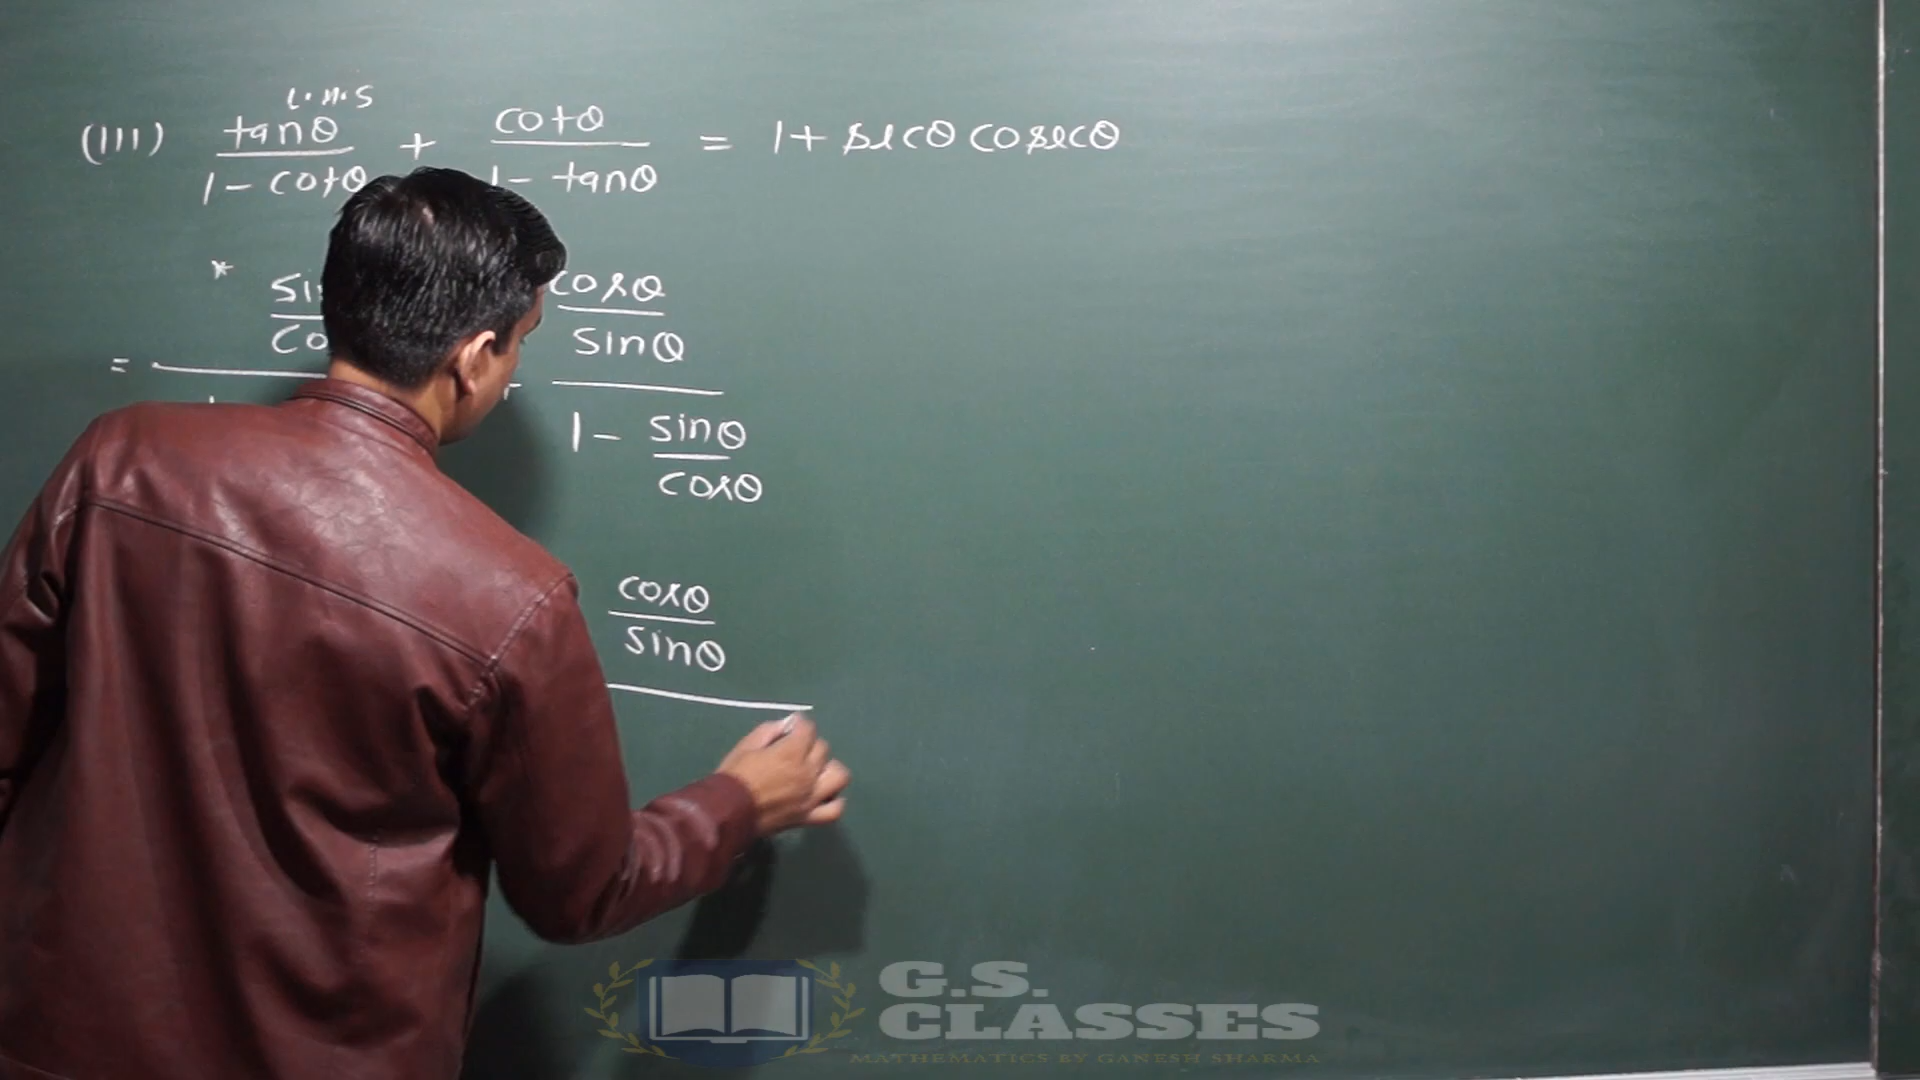 L.H.S
(III) tanθ / 1 - cotθ + cotθ / 1 - tanθ = 1 + secθ cosecθ
* cosθ / sinθ
=
1 - sinθ / cosθ
cosθ / sinθ
G.S.
CLASSES
MATHEMATICS BY GANESH SHARMA